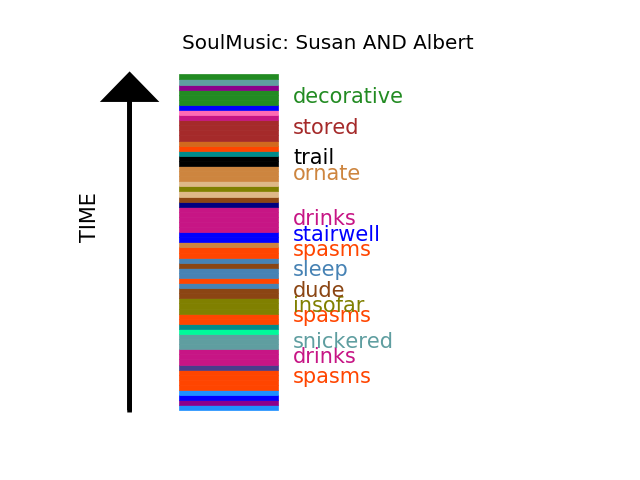 SoulMusic: Susan AND Albert
TIME
decorative
stored
trail
ornate
drinks
stairwell
spasms
sleep
dude
insofar
spasms
snickered
drinks
spasms